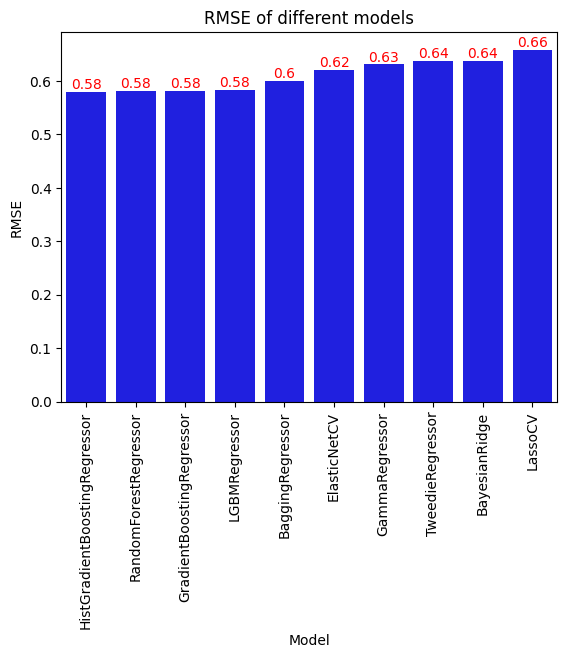 RMSE of different models
0.58
0.58
0.58
0.58
0.6
0.62
0.63
0.64
0.64
0.66
RMSE
0.6
0.5
0.4
0.3
0.2
0.1
0.0
HistGradientBoostingRegressor
RandomForestRegressor
GradientBoostingRegressor
LGBMRegressor
BaggingRegressor
ElasticNetCV
GammaRegressor
TweedieRegressor
BayesianRidge
LassoCV
Model